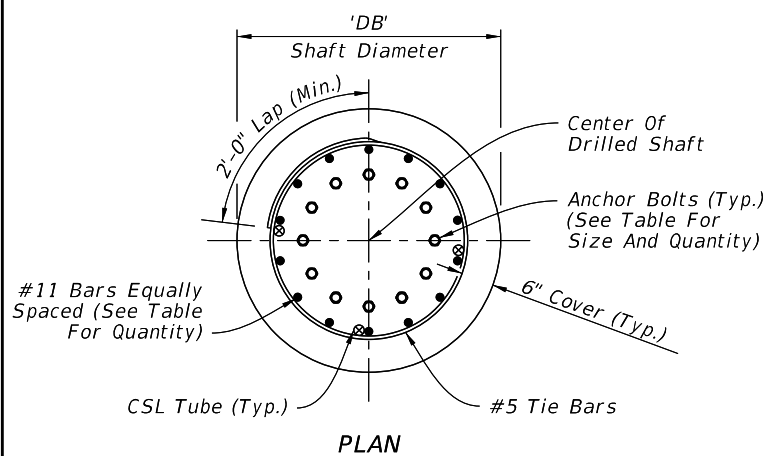 'DB'
Shaft Diameter
2'-0" Lap (Min.)
Center Of
Drilled Shaft
Anchor Bolts (Typ.)
(See Table For
Size And Quantity)
#11 Bars Equally
Spaced (See Table
For Quantity)
6" Cover (Typ.)
CSL Tube (Typ.)
#5 Tie Bars
PLAN